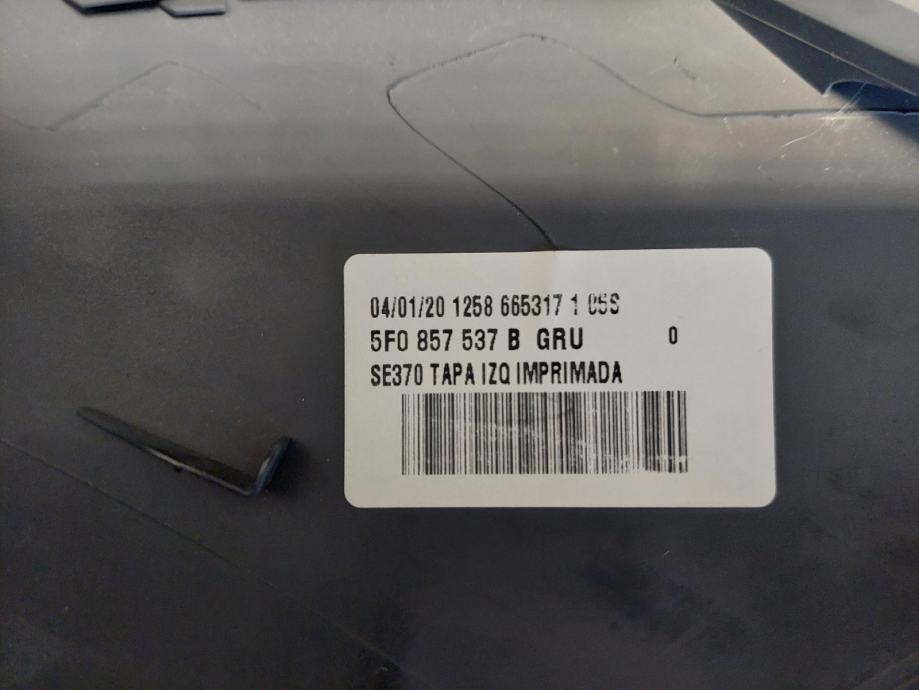 04/01/20 1258 665317 1 05S
5F0 857 537 B GRU 0
SE370 TAPA IZQ IMPRIMADA